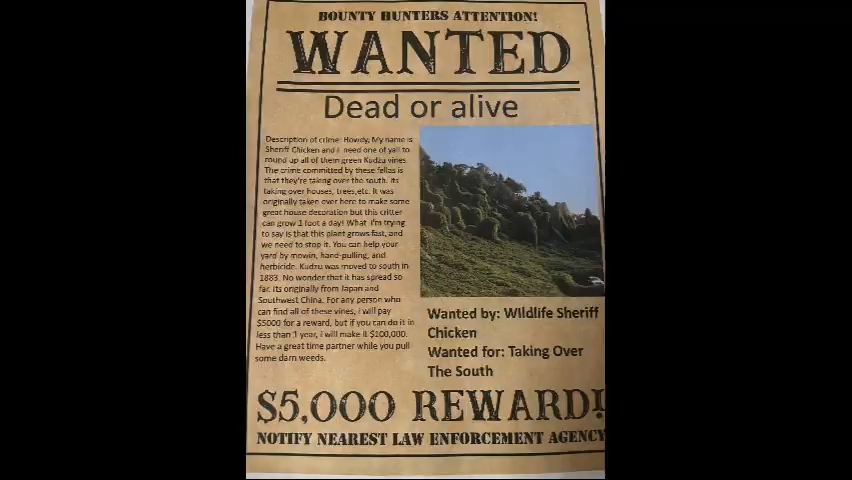 BOUNTY HUNTERS ATTENTION!
WANTED
Dead or alive
Description of crime: Howdy, My name is
Sheriff Chicken and I need one of yall to
round up all of them green Kudzu vines.
The crime committed by these fellas is
that they're taking over the south. Its
taking over houses, trees,etc. It was
originally taken over here to make some
great house decoration but this critter
can grow 1 foot a day! What I'm trying
to say is that this plant grows fast, and
we need to stop it. You can help your
yard by mowin, hand-pulling, and
herbicide. Kudzu was moved to south in
1883. No wonder that it has spread so
far. Its originally from Japan and
Southwest China. For any person who
can find all of these vines, I will pay
$5000 for a reward, but if you can do it in
less than 1 year, I will make it $100,000.
Have a great time partner while you pull
some darn weeds.
Wanted by: Wildlife Sheriff
Chicken
Wanted for: Taking Over
The South
$5,000 REWARD!
NOTIFY NEAREST LAW ENFORCEMENT AGENCY